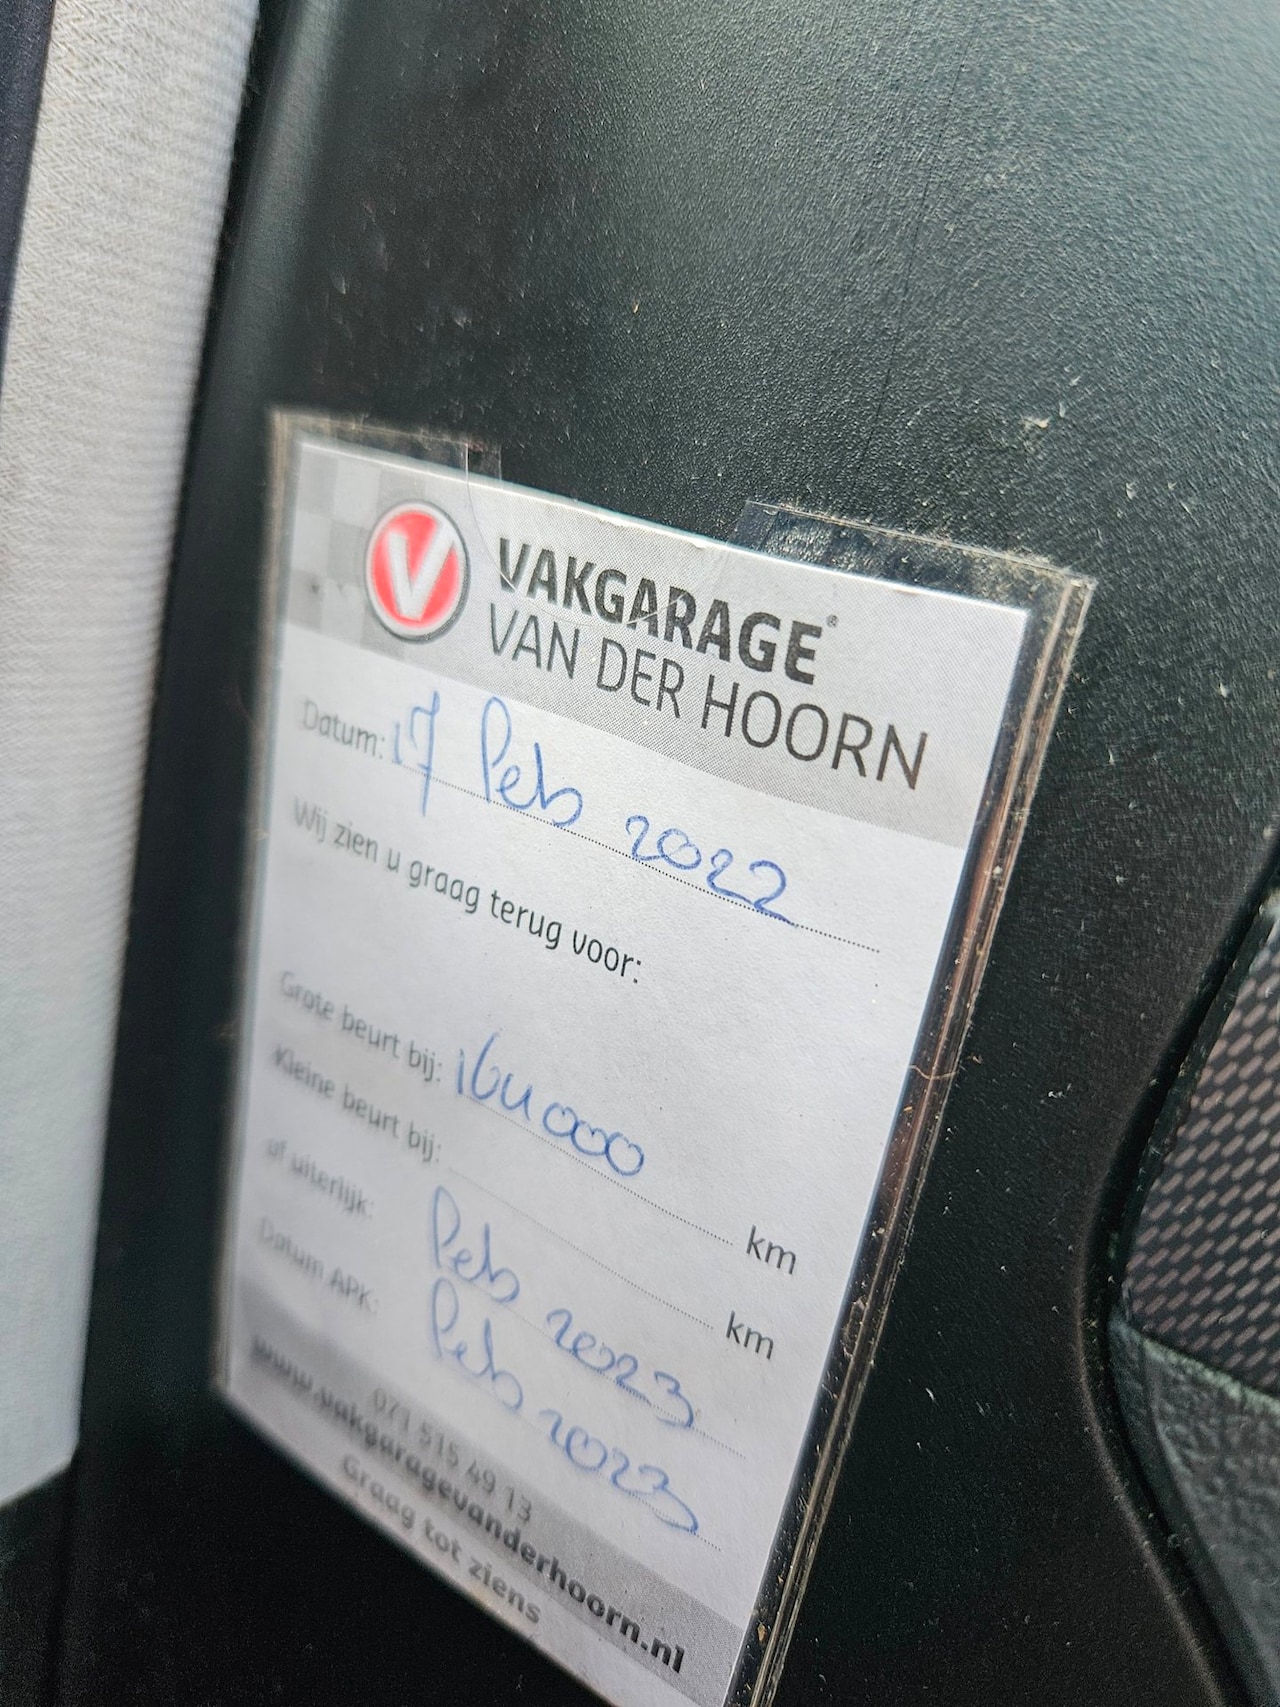 V
VAKGARAGE®
VAN DER HOORN
Datum: 17 feb 2022
Wij zien u graag terug voor:
Grote beurt bij: 164000 km
Kleine beurt bij: km
of uiterlijk: feb 2023
Datum APK: feb 2023
071 515 49 13
www.vakgaragevanderhoorn.nl
Graag tot ziens